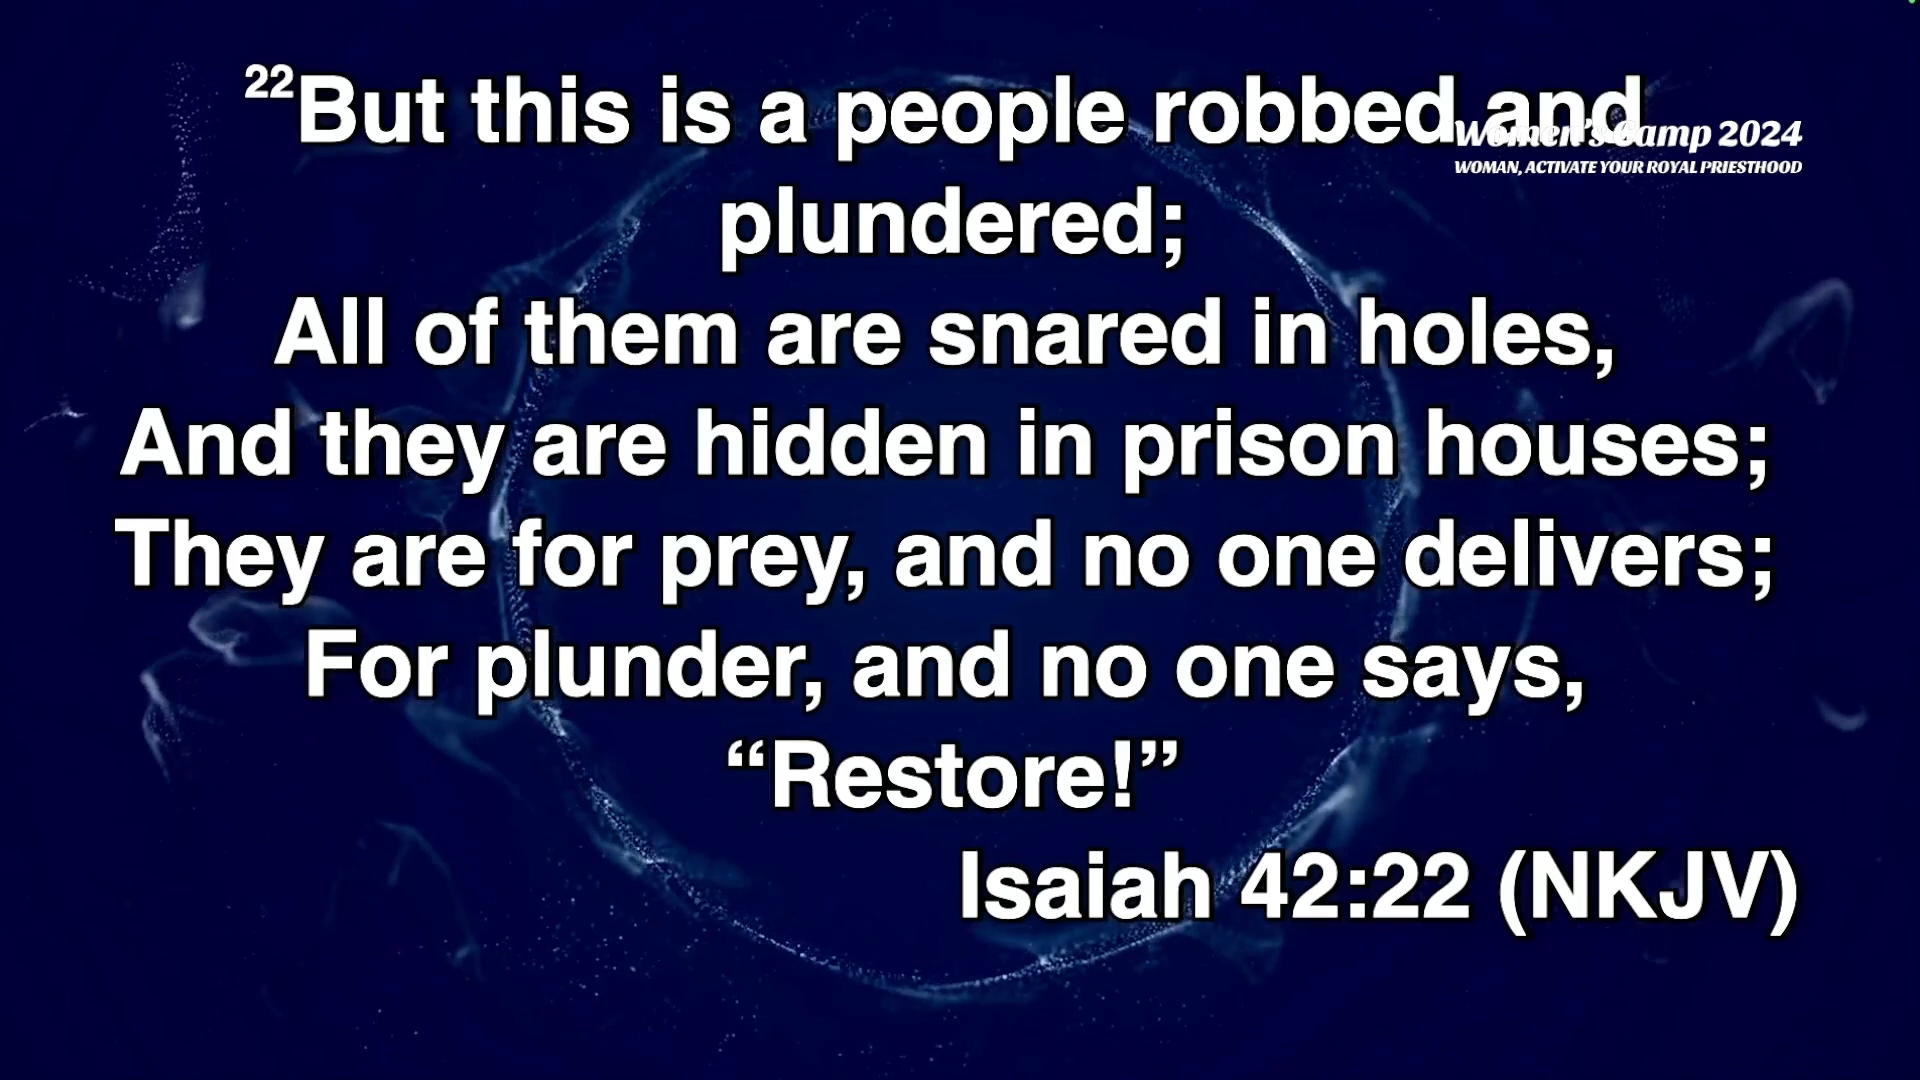 22But this is a people robbed and
Women's Camp 2024
WOMAN, ACTIVATE YOUR ROYAL PRIESTHOOD
plundered;
All of them are snared in holes,
And they are hidden in prison houses;
They are for prey, and no one delivers;
For plunder, and no one says,
“Restore!”
Isaiah 42:22 (NKJV)